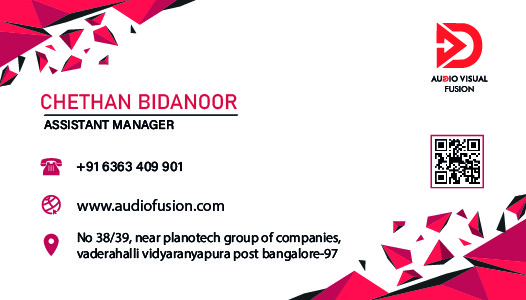 AUDIO VISUAL
FUSION
CHETHAN BIDANOOR
ASSISTANT MANAGER
+91 6363 409 901
www.audiofusion.com
No 38/39, near planotech group of companies,
vaderahalli vidyaranyapura post bangalore-97